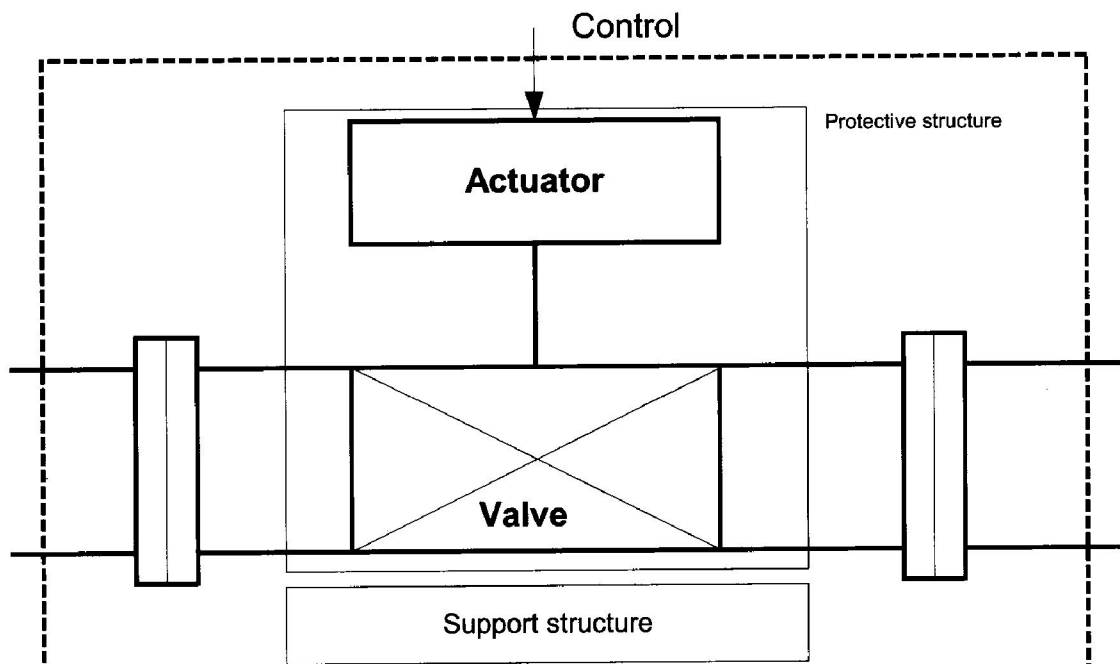 Control
Protective structure
Actuator
Valve
Support structure